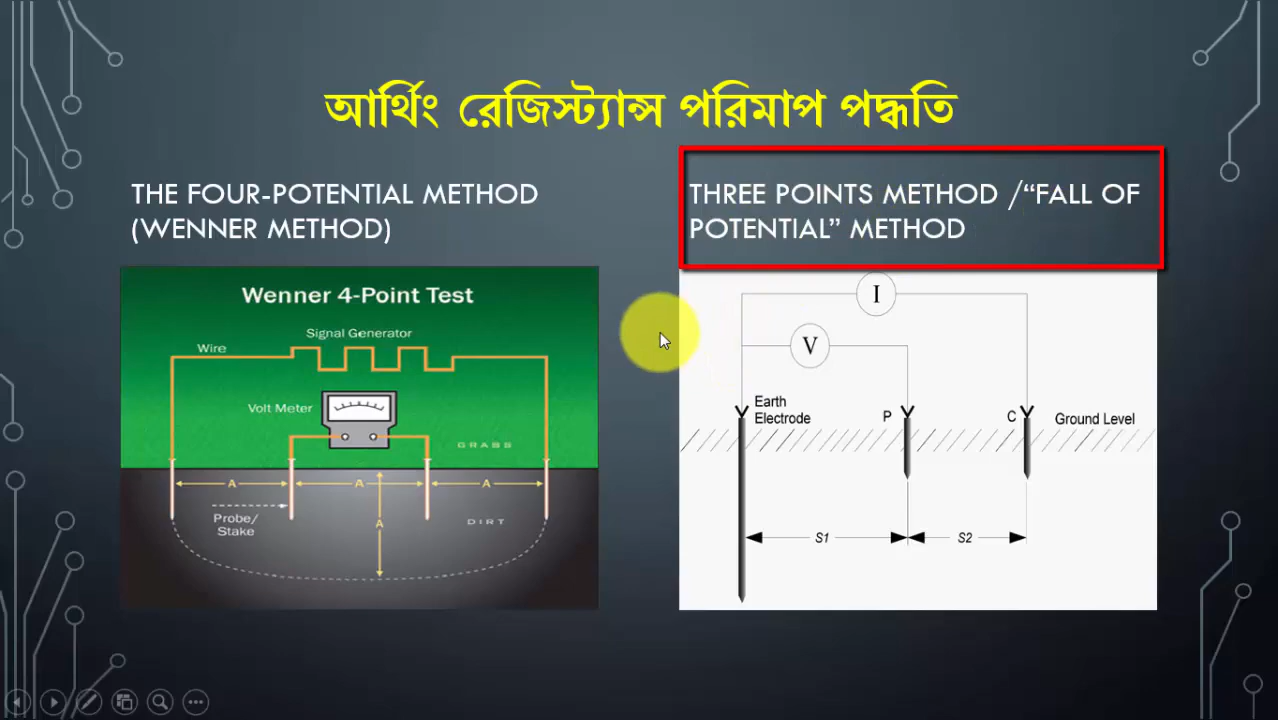 আর্থিং রেজিস্ট্যান্স পরিমাপ পদ্ধতি
THE FOUR-POTENTIAL METHOD
(WENNER METHOD)
Wenner 4-Point Test
Signal Generator
Wire
Volt Meter
GRASS
A
A
A
A
Probe/
Stake
DIRT
THREE POINTS METHOD /“FALL OF
POTENTIAL” METHOD
I
V
Earth
Electrode
P
C
Ground Level
S1
S2